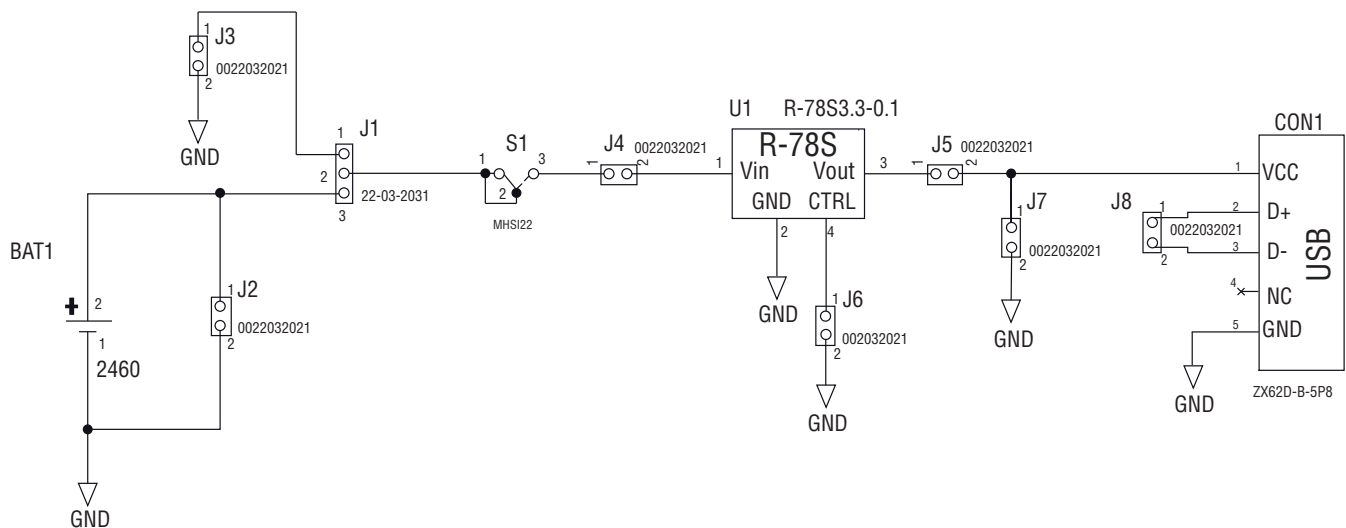 1
J3
0022032021
2
GND
1
J1
2
22-03-2031
3
S1
1
3
2
MHSI22
J4
0022032021
1
2
U1
R-78S3.3-0.1
R-78S
1
Vin
Vout
3
GND
CTRL
2
4
GND
J5
0022032021
1
2
1
J6
002032021
2
GND
1
J7
0022032021
2
GND
J8
1
0022032021
2
CON1
1
VCC
2
D+
3
D-
4
NC
5
GND
USB
GND
ZX62D-B-5P8
BAT1
+
2
1
2460
1
J2
0022032021
2
GND